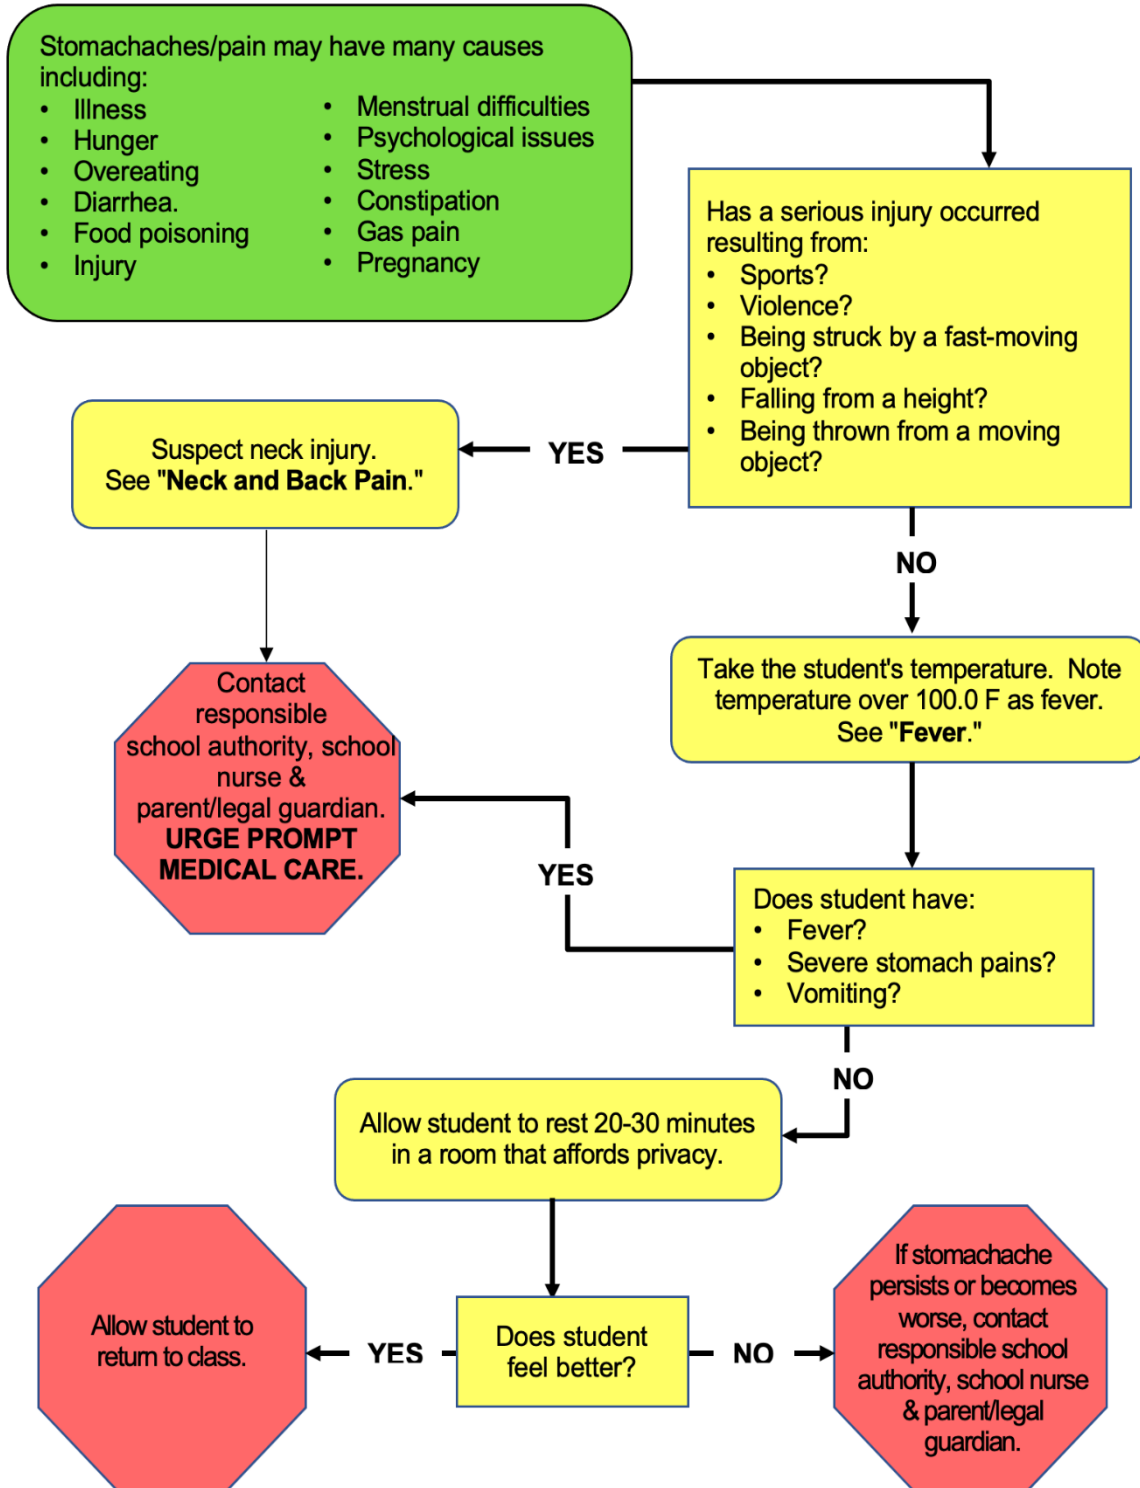 Stomachaches/pain may have many causes
including:
• Illness
• Hunger
• Overeating
• Diarrhea.
• Food poisoning
• Injury
• Menstrual difficulties
• Psychological issues
• Stress
• Constipation
• Gas pain
• Pregnancy
Has a serious injury occurred
resulting from:
• Sports?
• Violence?
• Being struck by a fast-moving
object?
• Falling from a height?
• Being thrown from a moving
object?
YES
Suspect neck injury.
See "Neck and Back Pain."
NO
Contact
responsible
school authority, school
nurse &
parent/legal guardian.
URGE PROMPT
MEDICAL CARE.
Take the student's temperature. Note
temperature over 100.0 F as fever.
See "Fever."
YES
Does student have:
• Fever?
• Severe stomach pains?
• Vomiting?
NO
Allow student to rest 20-30 minutes
in a room that affords privacy.
Does student
feel better?
YES
Allow student to
return to class.
NO
If stomachache
persists or becomes
worse, contact
responsible school
authority, school nurse
& parent/legal
guardian.